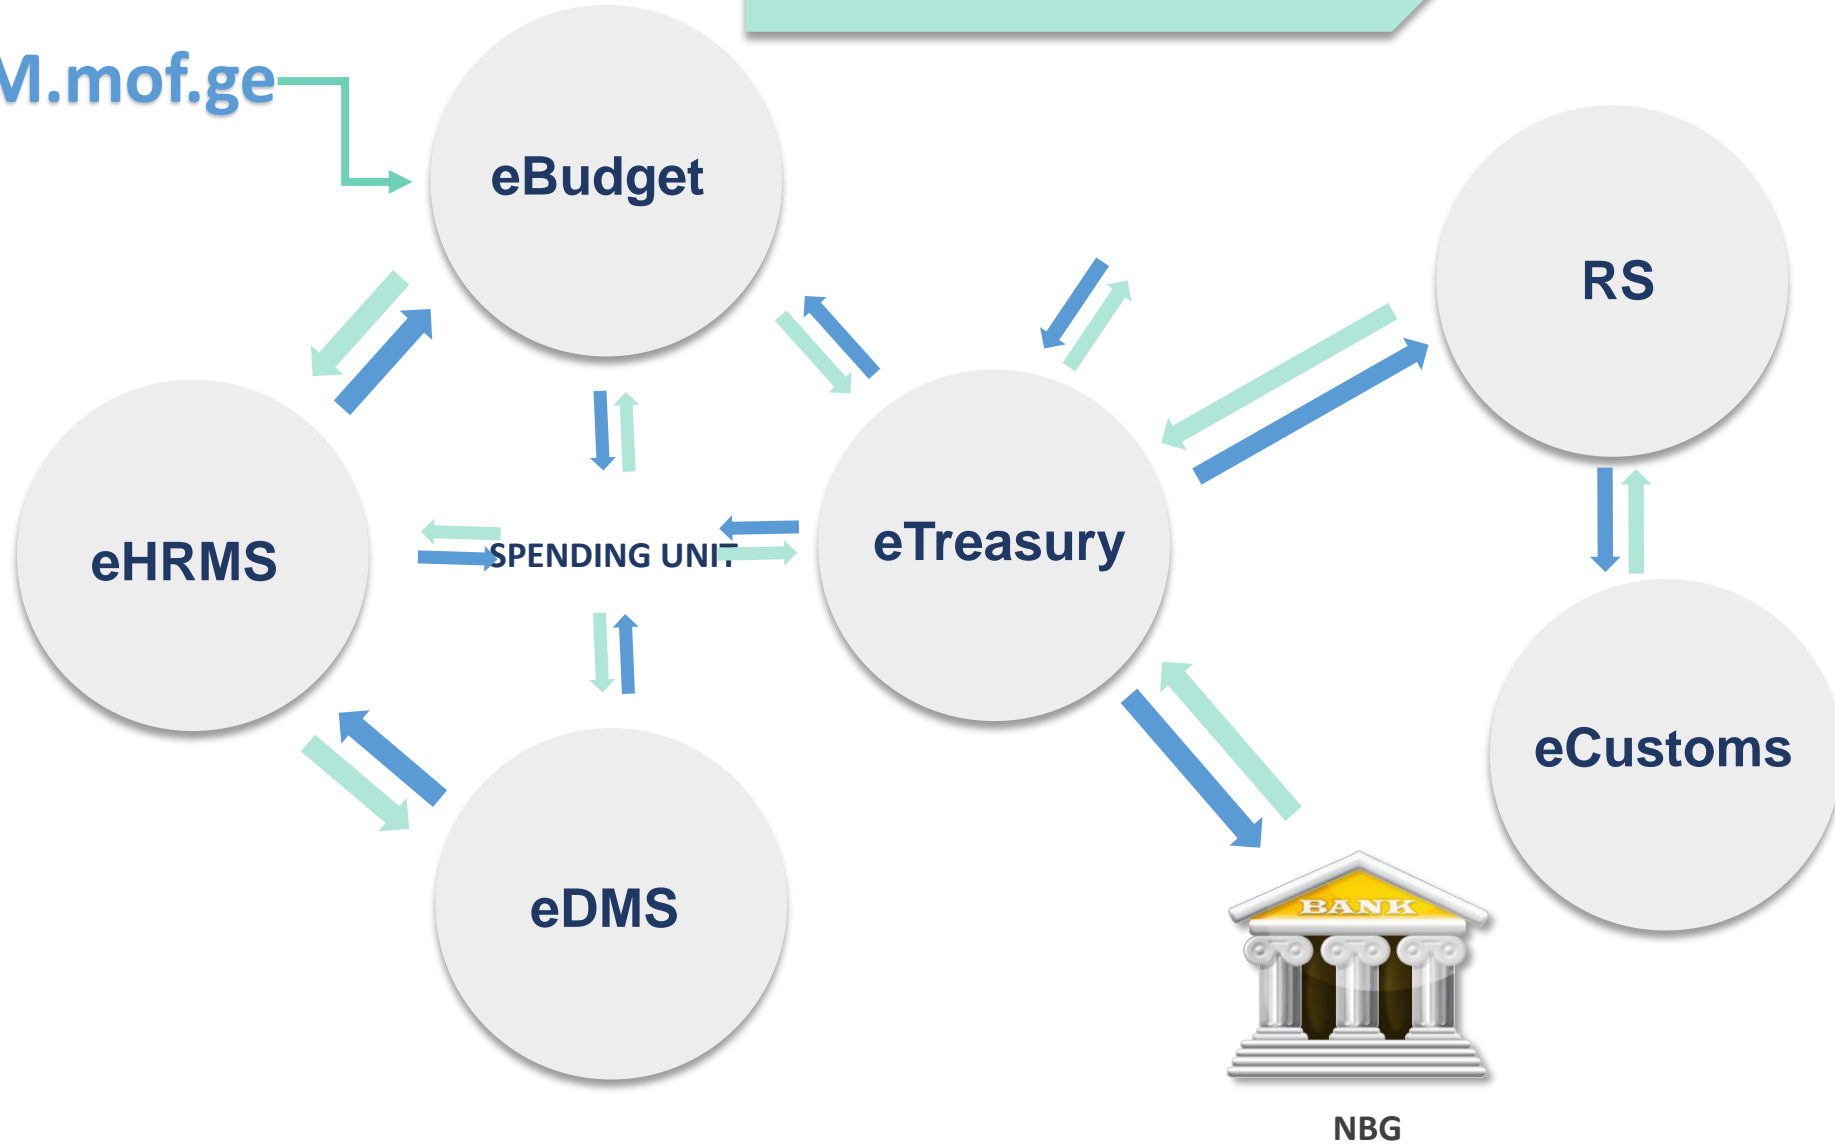 M.mof.ge
eBudget
RS
eHRMS
SPENDING UNIT
eTreasury
eCustoms
eDMS
BANK
NBG